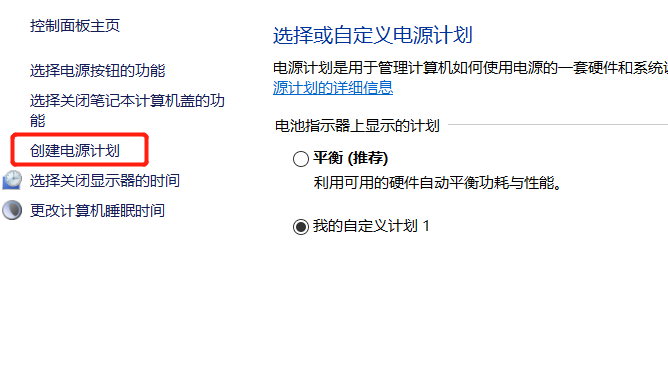 控制面板主页
选择电源按钮的功能
选择关闭笔记本计算机盖的功
能
创建电源计划
选择关闭显示器的时间
更改计算机睡眠时间
选择或自定义电源计划
电源计划是用于管理计算机如何使用电源的一套硬件和系统
源计划的详细信息
电池指示器上显示的计划
平衡 (推荐)
利用可用的硬件自动平衡功耗与性能。
我的自定义计划 1